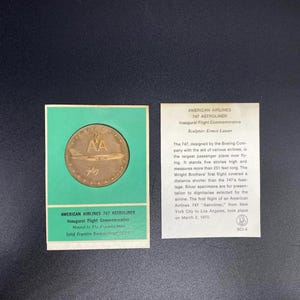 AA
747
AMERICAN AIRLINES 747 ASTROLINER
Inaugural Flight Commemorative
Minted by The Franklin Mint
Solid Franklin Bronze
AMERICAN AIRLINES
747 ASTROLINER
Inaugural Flight Commemorative
Sculptor: Ernest Lauser
The 747, designed by the Boeing Com-
pany with the aid of various airlines, is
the largest passenger plane now fly-
ing. It stands five stories high and
measures more than 231 feet long. The
Wright Brothers' first flight covered a
shorter distance than the 747's fuse-
lage. Silver specimens are for presen-
tation to dignitaries selected by the
airline. The first flight of an American
Airlines 747 "Astroliner," from New
York City to Los Angeles, took place
on March 2, 1970.